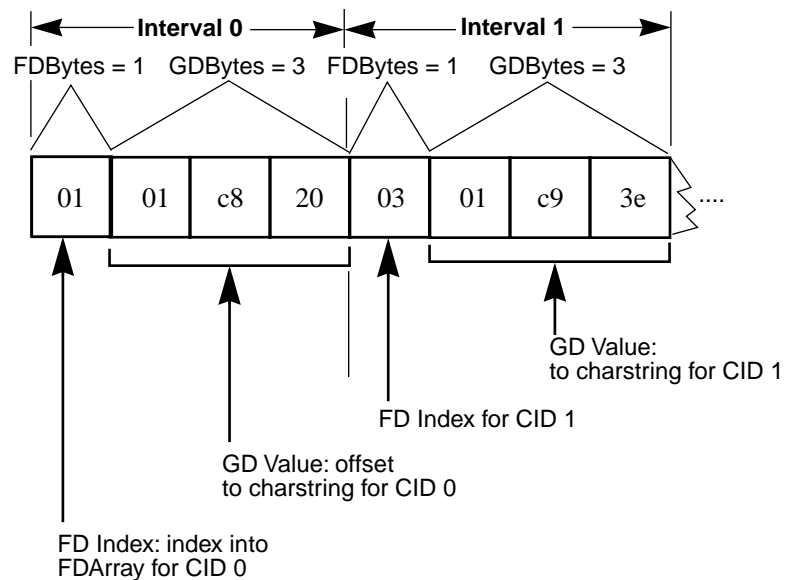 Interval 0 Interval 1
FDBytes = 1 GDBytes = 3 FDBytes = 1 GDBytes = 3
01 01 c8 20 03 01 c9 3e ....
GD Value:
to charstring for CID 1
FD Index for CID 1
GD Value: offset
to charstring for CID 0
FD Index: index into
FDArray for CID 0